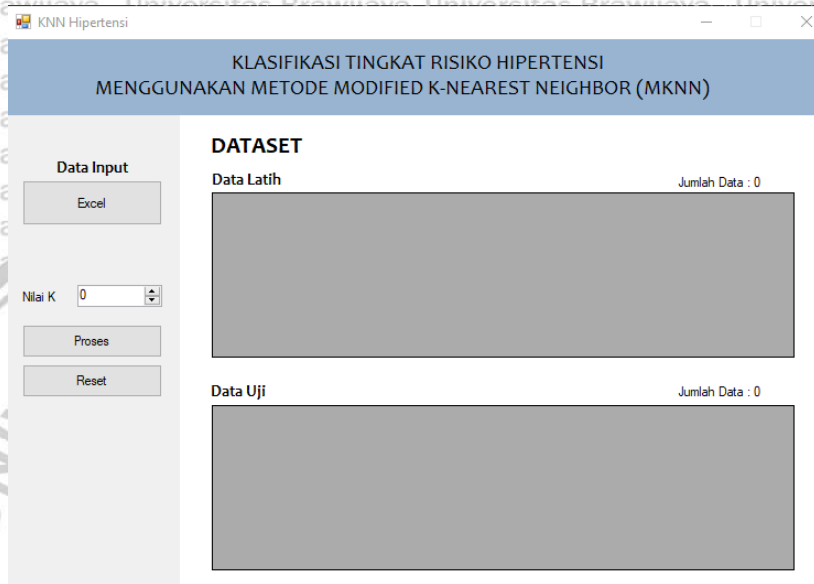 KNN Hipertensi
KLASIFIKASI TINGKAT RISIKO HIPERTENSI
MENGGUNAKAN METODE MODIFIED K-NEAREST NEIGHBOR (MKNN)
Data Input
Excel
Nilai K 0
Proses
Reset
DATASET
Data Latih Jumlah Data : 0
Data Uji Jumlah Data : 0